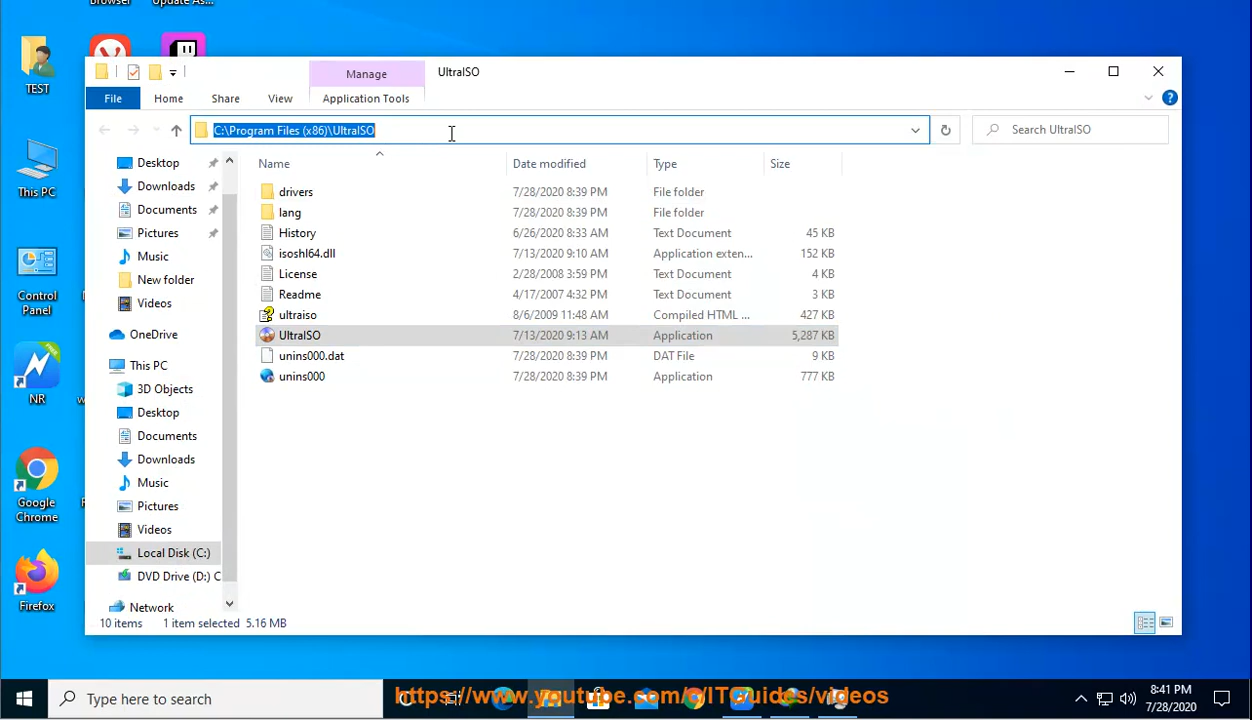 Browser
Update As...
TEST
This PC
Control
Panel
NR
Google
Chrome
Firefox
Manage
UltraISO
File
Home
Share
View
Application Tools
C:\Program Files (x86)\UltraISO
Search UltraISO
Desktop
Downloads
Documents
Pictures
Music
New folder
Videos
OneDrive
This PC
3D Objects
Desktop
Documents
Downloads
Music
Pictures
Videos
Local Disk (C:)
DVD Drive (D:) C
Network
Name Date modified Type Size
drivers 7/28/2020 8:39 PM File folder
lang 7/28/2020 8:39 PM File folder
History 6/26/2020 8:33 AM Text Document 45 KB
isoshl64.dll 7/13/2020 9:10 AM Application exten... 152 KB
License 2/28/2008 3:59 PM Text Document 4 KB
Readme 4/17/2007 4:32 PM Text Document 3 KB
ultraiso 8/6/2009 11:48 AM Compiled HTML ... 427 KB
UltraISO 7/13/2020 9:13 AM Application 5,287 KB
unins000.dat 7/28/2020 8:39 PM DAT File 9 KB
unins000 7/28/2020 8:39 PM Application 777 KB
10 items 1 item selected 5.16 MB
Type here to search
https://www.youtube.com/c/ITGuides/videos
8:41 PM
7/28/2020